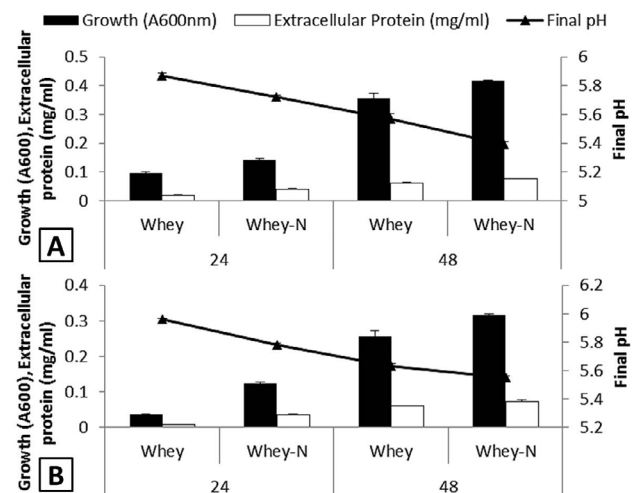 Growth (A600nm) Extracellular Protein (mg/ml) Final pH
Growth (A600), Extracellular
protein (mg/ml)
0.5
0.4
0.3
0.2
0.1
0
6
5.8
5.6
5.4
5.2
5
Final pH
Whey Whey-N Whey Whey-N
24 48
A
Growth (A600), Extracellular
protein (mg/ml)
0.4
0.3
0.2
0.1
0
6.2
6
5.8
5.6
5.4
5.2
Final pH
Whey Whey-N Whey Whey-N
24 48
B